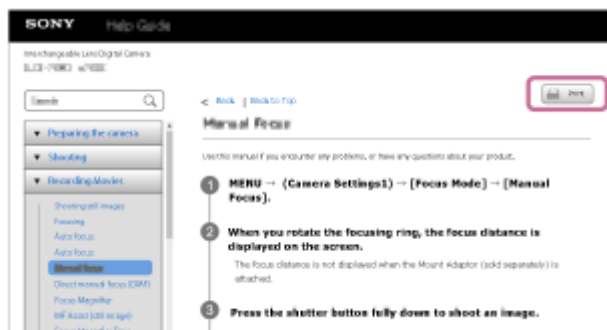 SONY Help Guide
Interchangeable Lens Digital Camera
Search
< Back | Back to Top
Print
Manual Focus
▼ Preparing the camera
▼ Shooting
▼ Recording Movies
Shooting still images
Focusing
Auto focus
Auto focus
Manual focus
Direct manual focus (DMF)
Focus Magnifier
MF Assist (still image)
Use this manual if you encounter any problems, or have any questions about your product.
1 MENU → (Camera Settings1) → [Focus Mode] → [Manual
Focus].
2 When you rotate the focusing ring, the focus distance is
displayed on the screen.
The focus distance is not displayed when the Mount Adaptor (sold separately) is
attached.
3 Press the shutter button fully down to shoot an image.